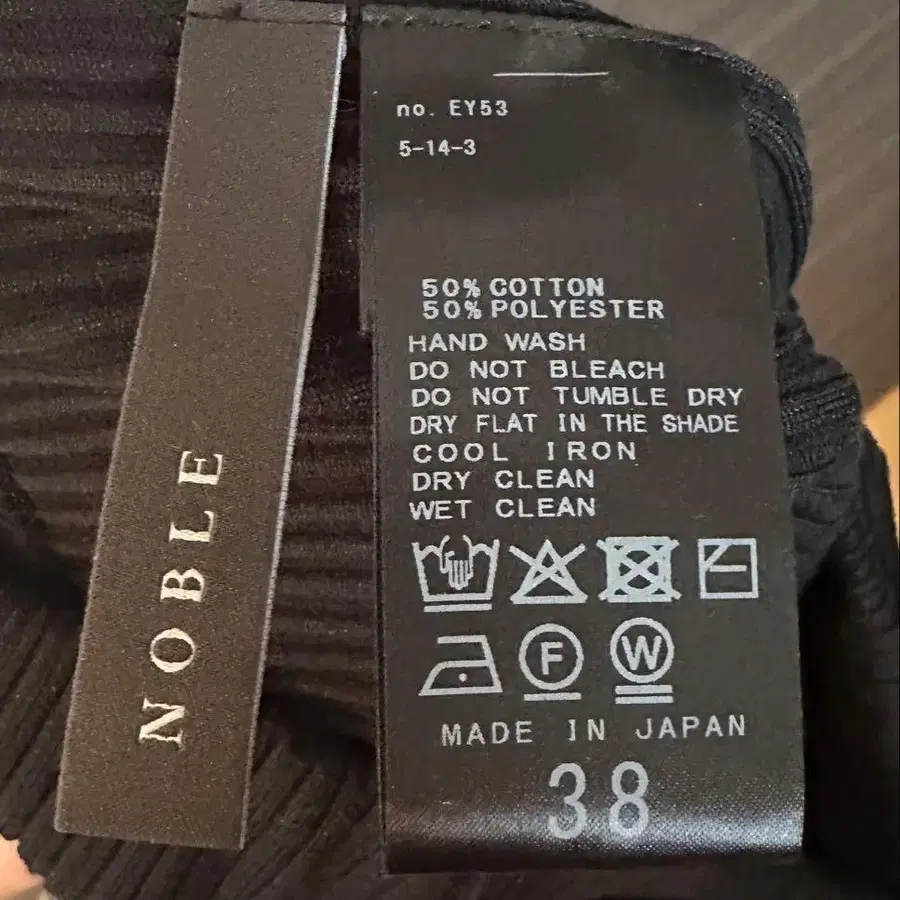 NOBLE
no. EY53
5-14-3
50% COTTON
50% POLYESTER
HAND WASH
DO NOT BLEACH
DO NOT TUMBLE DRY
DRY FLAT IN THE SHADE
COOL IRON
DRY CLEAN
WET CLEAN
F W
MADE IN JAPAN
38